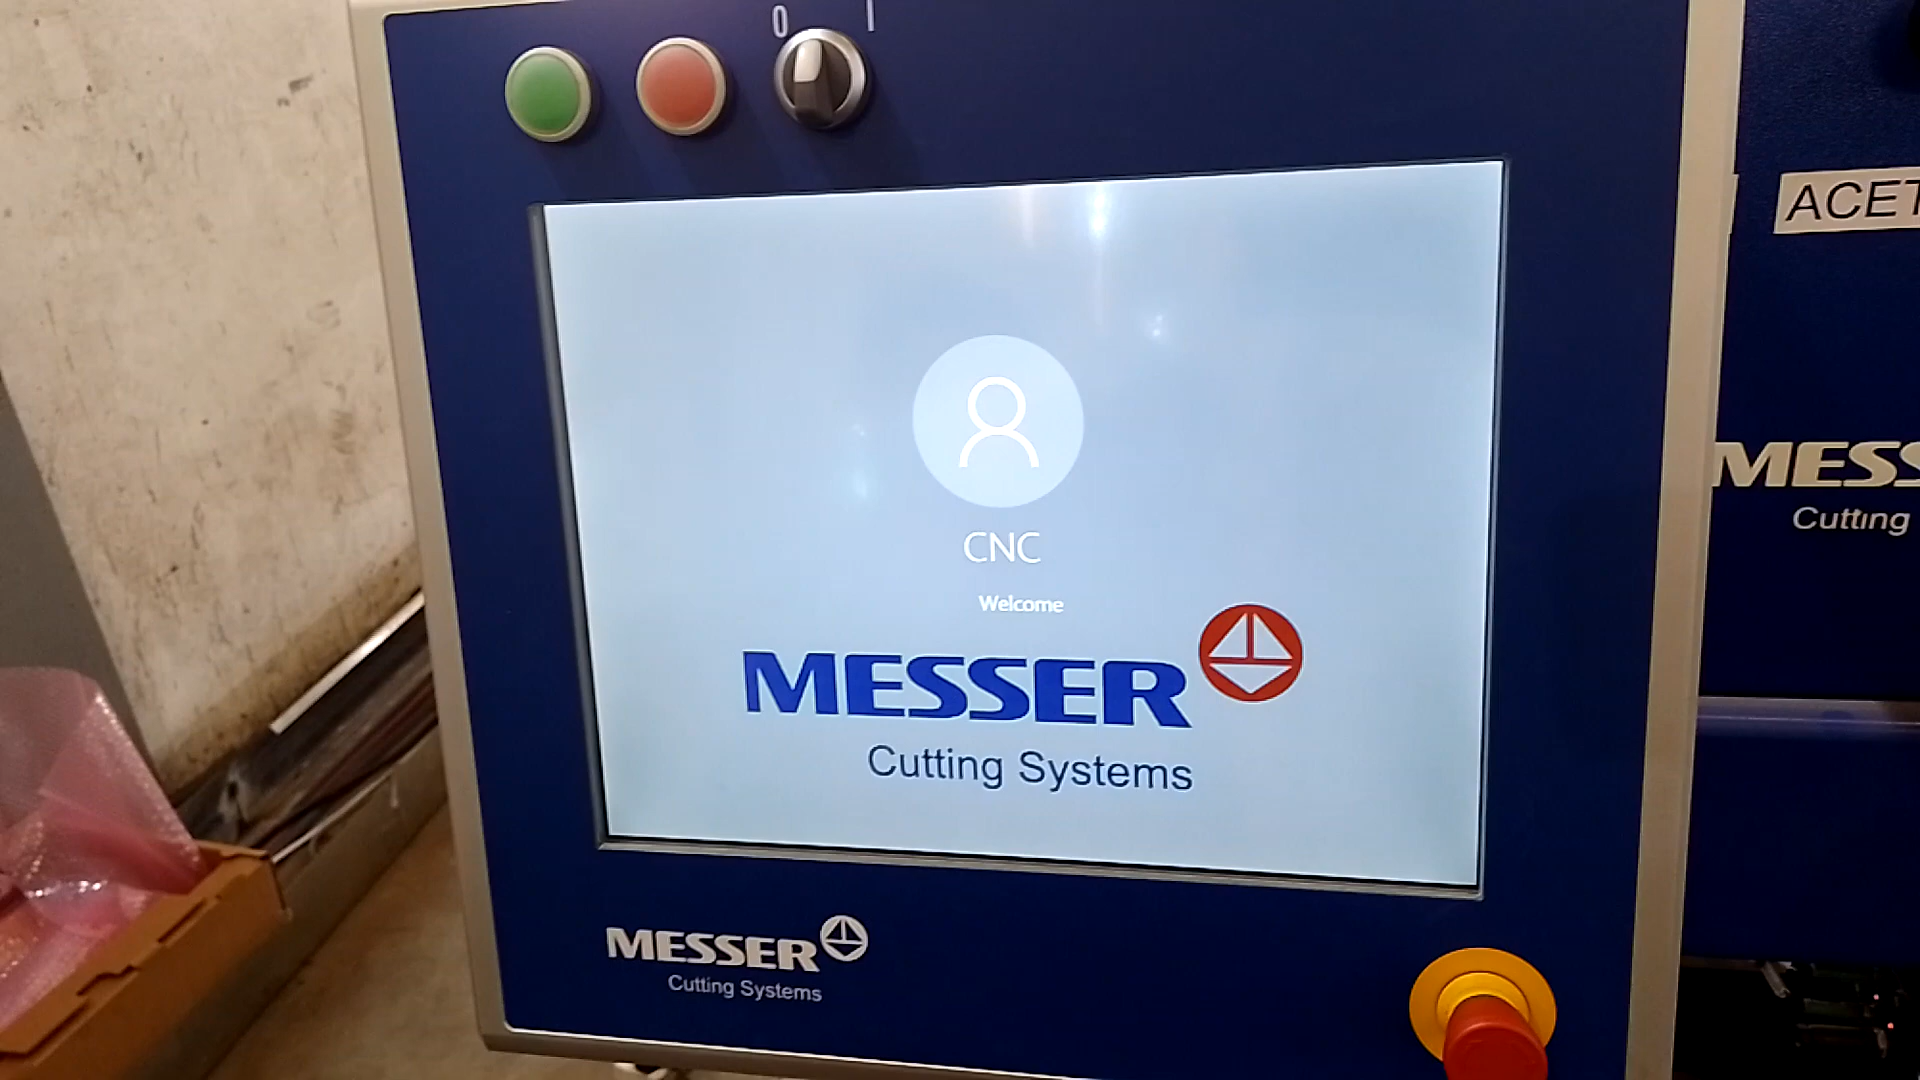 0 I
ACET
CNC
Welcome
MESSER
Cutting Systems
MESS
Cutting
MESSER
Cutting Systems